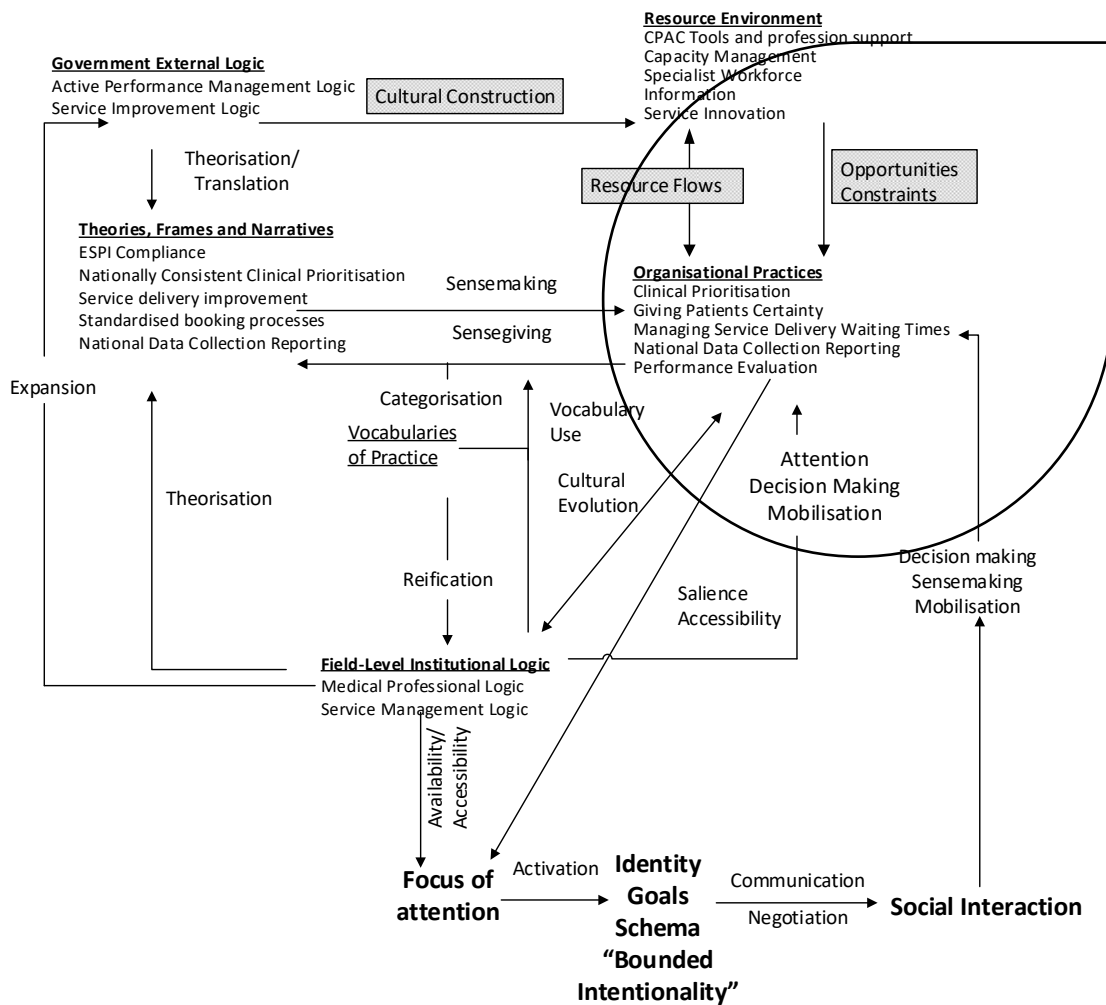 Resource Environment
CPAC Tools and profession support
Capacity Management
Specialist Workforce
Information
Service Innovation
Government External Logic
Active Performance Management Logic
Service Improvement Logic
Cultural Construction
Theorisation/
Translation
Resource Flows
Opportunities
Constraints
Theories, Frames and Narratives
ESPI Compliance
Nationally Consistent Clinical Prioritisation
Service delivery improvement
Standardised booking processes
National Data Collection Reporting
Sensemaking
Sensegiving
Organisational Practices
Clinical Prioritisation
Giving Patients Certainty
Managing Service Delivery Waiting Times
National Data Collection Reporting
Performance Evaluation
Expansion
Categorisation
Vocabularies
of Practice
Vocabulary
Use
Cultural
Evolution
Attention
Decision Making
Mobilisation
Theorisation
Reification
Salience
Accessibility
Decision making
Sensemaking
Mobilisation
Field-Level Institutional Logic
Medical Professional Logic
Service Management Logic
Availability/
Accessibility
Focus of
attention
Activation
Identity
Goals
Schema
“Bounded
Intentionality”
Communication
Negotiation
Social Interaction